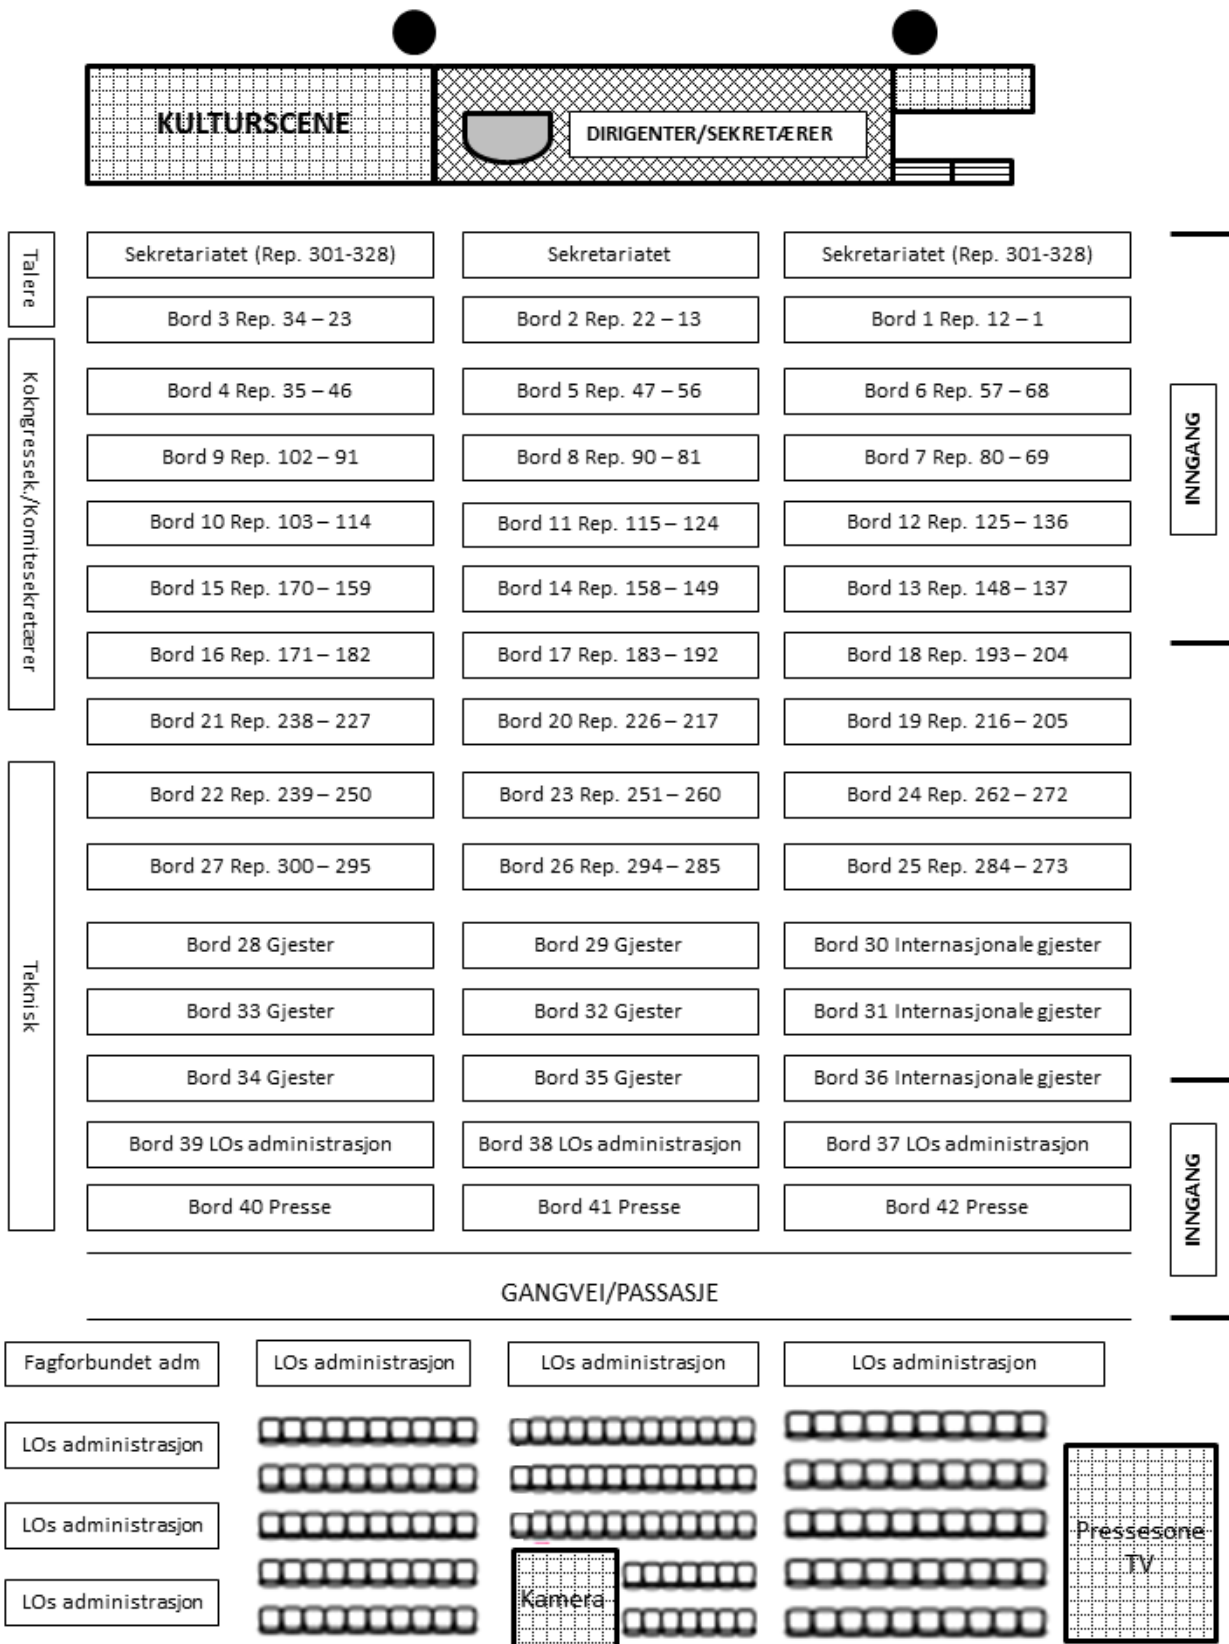 KULTURSCENE
DIRIGENTER/SEKRETÆRER
Talere
Sekretariatet (Rep. 301-328)
Sekretariatet
Sekretariatet (Rep. 301-328)
Bord 3 Rep. 34 – 23
Bord 2 Rep. 22 – 13
Bord 1 Rep. 12 – 1
Kokngressek./Komitesekretærer
Bord 4 Rep. 35 – 46
Bord 5 Rep. 47 – 56
Bord 6 Rep. 57 – 68
INNGANG
Bord 9 Rep. 102 – 91
Bord 8 Rep. 90 – 81
Bord 7 Rep. 80 – 69
Bord 10 Rep. 103 – 114
Bord 11 Rep. 115 – 124
Bord 12 Rep. 125 – 136
Bord 15 Rep. 170 – 159
Bord 14 Rep. 158 – 149
Bord 13 Rep. 148 – 137
Bord 16 Rep. 171 – 182
Bord 17 Rep. 183 – 192
Bord 18 Rep. 193 – 204
Bord 21 Rep. 238 – 227
Bord 20 Rep. 226 – 217
Bord 19 Rep. 216 – 205
Teknisk
Bord 22 Rep. 239 – 250
Bord 23 Rep. 251 – 260
Bord 24 Rep. 262 – 272
Bord 27 Rep. 300 – 295
Bord 26 Rep. 294 – 285
Bord 25 Rep. 284 – 273
Bord 28 Gjester
Bord 29 Gjester
Bord 30 Internasjonale gjester
Bord 33 Gjester
Bord 32 Gjester
Bord 31 Internasjonale gjester
Bord 34 Gjester
Bord 35 Gjester
Bord 36 Internasjonale gjester
Bord 39 LOs administrasjon
Bord 38 LOs administrasjon
Bord 37 LOs administrasjon
INNGANG
Bord 40 Presse
Bord 41 Presse
Bord 42 Presse
GANGVEI/PASSASJE
Fagforbundet adm
LOs administrasjon
LOs administrasjon
LOs administrasjon
LOs administrasjon
LOs administrasjon
LOs administrasjon
Kamera
Pressesone
TV